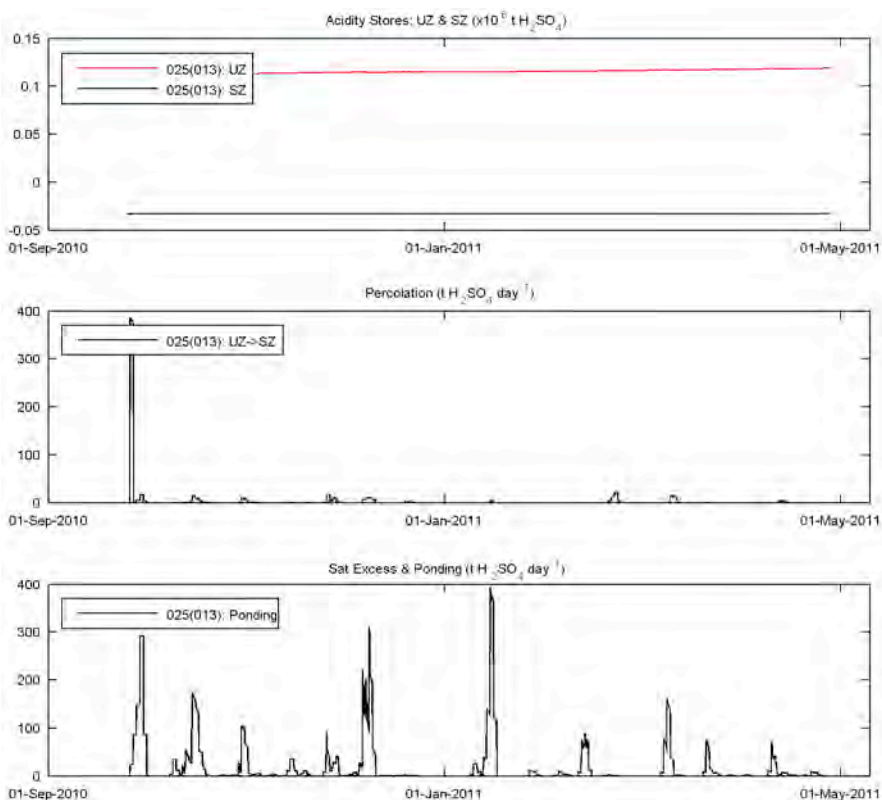 Acidity Stores: UZ & SZ (x10⁶ t H₂SO₄)
0.15
025(013): UZ
025(013): SZ
0.1
0.05
0
-0.05
01-Sep-2010 01-Jan-2011 01-May-2011
Percolation (t H₂SO₄ day⁻¹)
400
025(013): UZ->SZ
300
200
100
0
01-Sep-2010 01-Jan-2011 01-May-2011
Sat Excess & Ponding (t H₂SO₄ day⁻¹)
400
025(013): Ponding
300
200
100
0
01-Sep-2010 01-Jan-2011 01-May-2011